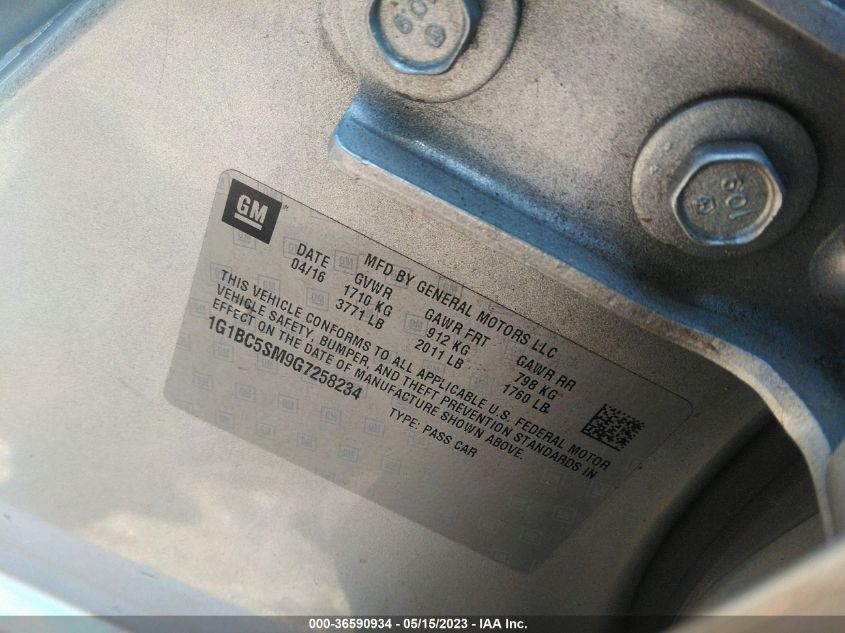 109
109
GM
MFD BY GENERAL MOTORS LLC
DATE GVWR GAWR FRT GAWR RR
04/16 1710 KG 912 KG 798 KG
3771 LB 2011 LB 1760 LB.
THIS VEHICLE CONFORMS TO ALL APPLICABLE U.S. FEDERAL MOTOR
VEHICLE SAFETY, BUMPER, AND THEFT PREVENTION STANDARDS IN
EFFECT ON THE DATE OF MANUFACTURE SHOWN ABOVE.
1G1BC5SM9G7258234
TYPE: PASS CAR
000-36590934 - 05/15/2023 - IAA Inc.